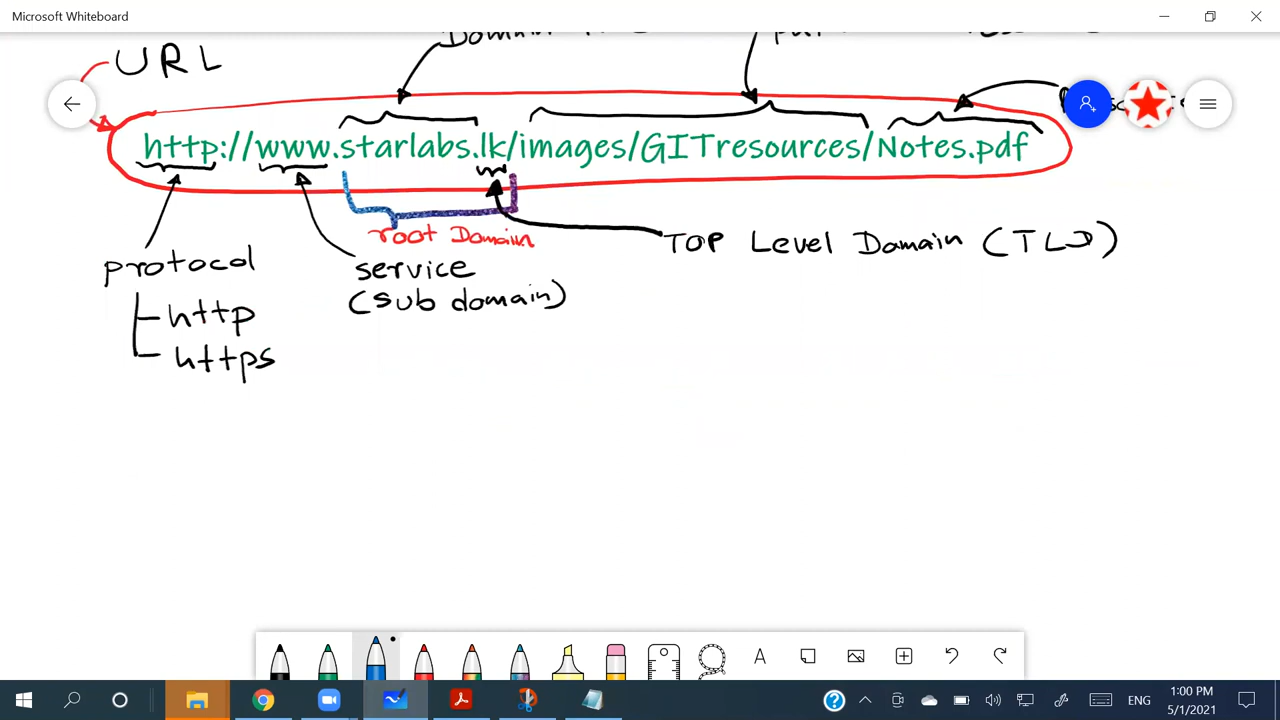 Microsoft Whiteboard
Domain
URL
http://www.starlabs.lk/images/GITresources/Notes.pdf
root Domain
TOP Level Domain (TLD)
protocol
service
(sub domain)
http
https
A
ENG
1:00 PM
5/1/2021